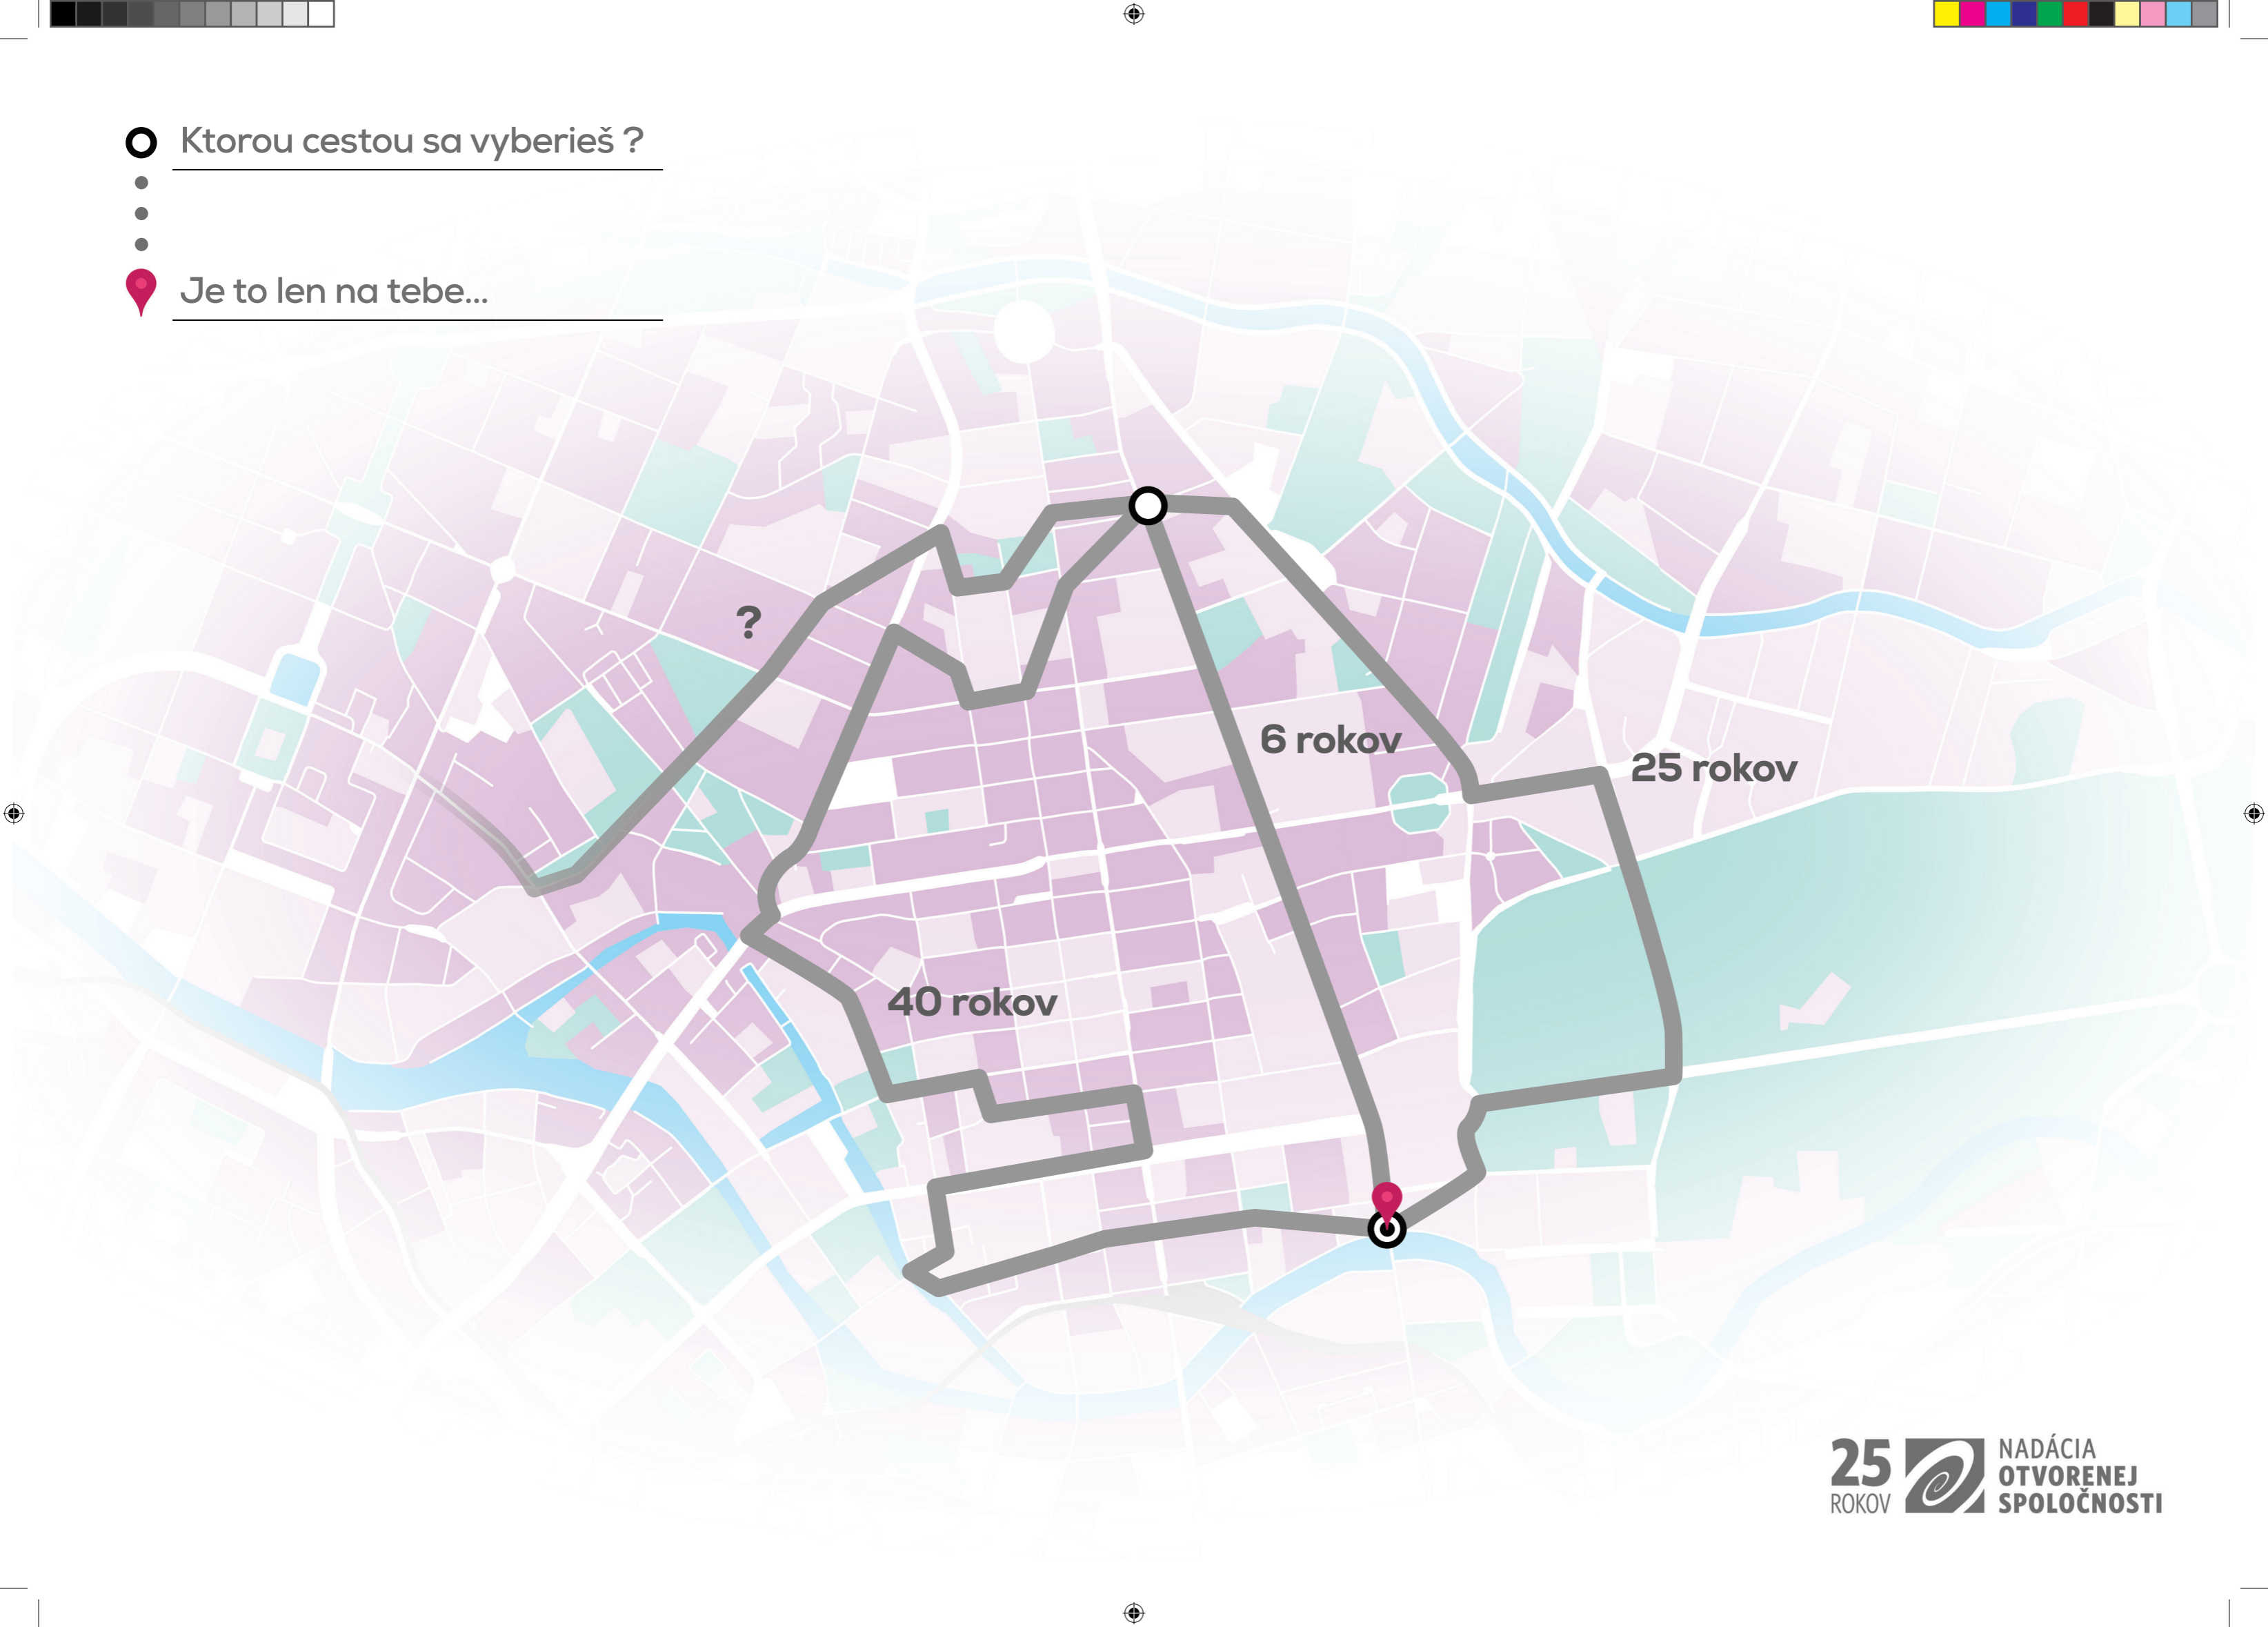 Ktorou cestou sa vyberieš ?
Je to len na tebe...
?
6 rokov
25 rokov
40 rokov
25
ROKOV
NADÁCIA
OTVORENEJ
SPOLOČNOSTI